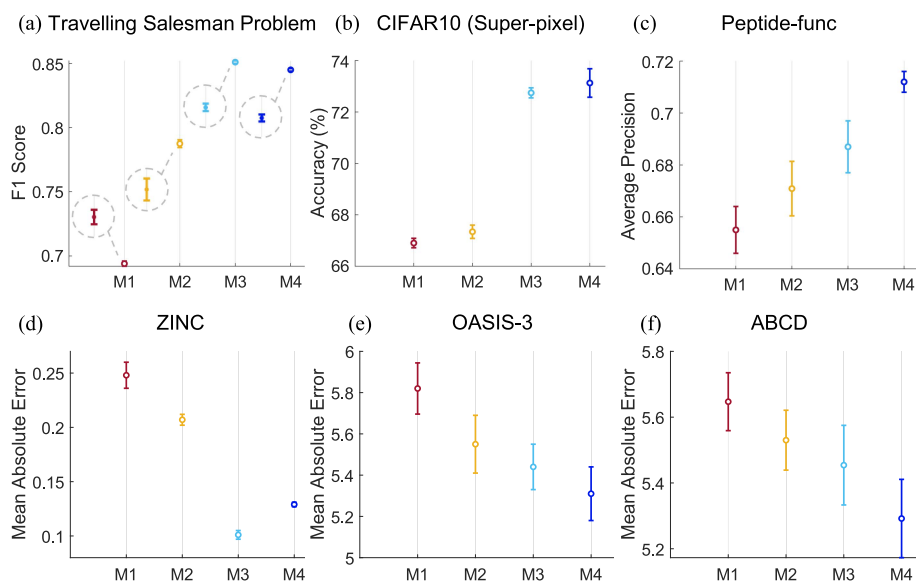 (a) Travelling Salesman Problem
(b) CIFAR10 (Super-pixel)
(c) Peptide-func
0.85
0.8
0.75
0.7
F1 Score
M1 M2 M3 M4
74
72
70
68
66
Accuracy (%)
M1 M2 M3 M4
0.72
0.7
0.68
0.66
0.64
Average Precision
M1 M2 M3 M4
(d) ZINC
(e) OASIS-3
(f) ABCD
0.25
0.2
0.15
0.1
Mean Absolute Error
M1 M2 M3 M4
6
5.8
5.6
5.4
5.2
5
Mean Absolute Error
M1 M2 M3 M4
5.8
5.6
5.4
5.2
Mean Absolute Error
M1 M2 M3 M4